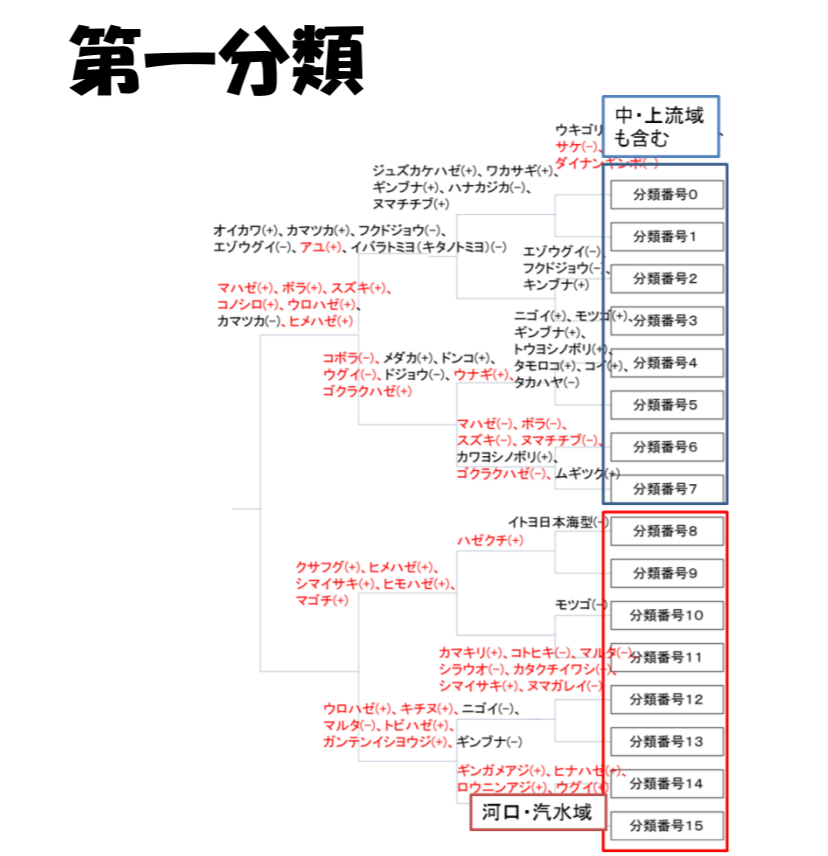 第一分類
中・上流域
も含む
ウキゴリ
、
サケ(−)、
ダイナンギンポ(−)
ジュズカケハゼ(+)、ワカサギ(+)、
ギンブナ(+)、ハナカジカ(−)、
ヌマチチブ(+)
分類番号0
オイカワ(+)、カマツカ(+)、フクドジョウ(−)、
エゾウグイ(−)、アユ(+)、イバラトミヨ(キタノトミヨ)(−)
分類番号1
エゾウグイ(−)、
フクドジョウ(−)、
キンブナ(+)
分類番号2
マハゼ(+)、ボラ(+)、スズキ(+)、
コノシロ(+)、ウロハゼ(+)、
カマツカ(−)、ヒメハゼ(+)
ニゴイ(+)、モツゴ(+)、
ギンブナ(+)、
トウヨシノボリ(+)、
タモロコ(+)、コイ(+)、
タカハヤ(−)
分類番号3
分類番号4
コボラ(−)、メダカ(+)、ドンコ(+)、
ウグイ(−)、ドジョウ(−)、ウナギ(+)、
ゴクラクハゼ(+)
分類番号5
マハゼ(−)、ボラ(−)、
スズキ(−)、ヌマチチブ(−)、
カワヨシノボリ(+)、
ゴクラクハゼ(−)、ムギツク(+)
分類番号6
分類番号7
イトヨ日本海型(−)
ハゼクチ(+)
分類番号8
クサフグ(+)、ヒメハゼ(+)、
シマイサキ(+)、ヒモハゼ(+)、
マゴチ(+)
分類番号9
モツゴ(−)
分類番号10
カマキリ(+)、コトヒキ(−)、マルタ(−)、
シラウオ(−)、カタクチイワシ(−)、
シマイサキ(+)、ヌマガレイ(−)
分類番号11
分類番号12
ウロハゼ(+)、キチヌ(+)、ニゴイ(−)、
マルタ(−)、トビハゼ(+)、
ガンテンイシヨウジ(+)、ギンブナ(−)
分類番号13
ギンガメアジ(+)、ヒナハゼ(+)、
ロウニンアジ(+)、ウグイ(+)
分類番号14
河口・汽水域
分類番号15